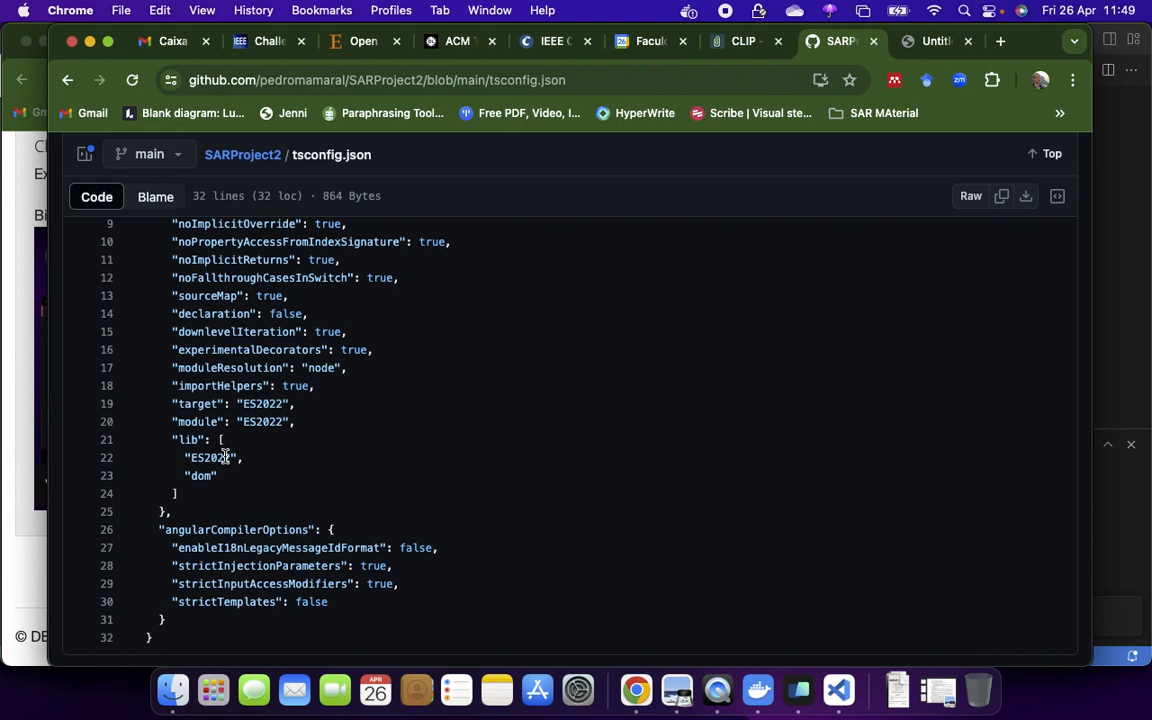 Chrome File Edit View History Bookmarks Profiles Tab Window Help Fri 26 Apr 11:49
Caixa Challe Open ACM T IEEE C Facul CLIP - SARP Untitl
github.com/pedromamaral/SARProject2/blob/main/tsconfig.json
Gmail Blank diagram: Lu... Jenni Paraphrasing Tool... Free PDF, Video, I... HyperWrite Scribe | Visual ste... SAR MAterial
main SARProject2 / tsconfig.json Top
Code Blame 32 lines (32 loc) · 864 Bytes Raw
9 "noImplicitOverride": true,
10 "noPropertyAccessFromIndexSignature": true,
11 "noImplicitReturns": true,
12 "noFallthroughCasesInSwitch": true,
13 "sourceMap": true,
14 "declaration": false,
15 "downlevelIteration": true,
16 "experimentalDecorators": true,
17 "moduleResolution": "node",
18 "importHelpers": true,
19 "target": "ES2022",
20 "module": "ES2022",
21 "lib": [
22 "ES2022",
23 "dom"
24 ]
25 },
26 "angularCompilerOptions": {
27 "enableI18nLegacyMessageIdFormat": false,
28 "strictInjectionParameters": true,
29 "strictInputAccessModifiers": true,
30 "strictTemplates": false
31 }
32 }
© DE